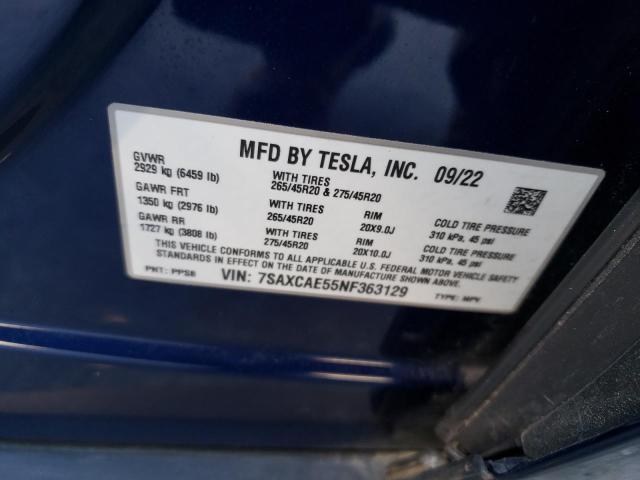 MFD BY TESLA, INC. 09/22
GVWR
2929 kg (6459 lb)
WITH TIRES
265/45R20 & 275/45R20
GAWR FRT
1350 kg (2976 lb)
WITH TIRES
265/45R20
RIM
20X9.0J
COLD TIRE PRESSURE
310 kPa, 45 psi
GAWR RR
1727 kg (3808 lb)
WITH TIRES
275/45R20
RIM
20X10.0J
COLD TIRE PRESSURE
310 kPa, 45 psi
THIS VEHICLE CONFORMS TO ALL APPLICABLE U.S. FEDERAL MOTOR VEHICLE SAFETY
STANDARDS IN EFFECT ON THE DATE OF MANUFACTURE SHOWN ABOVE.
PNT: PPSB
VIN: 7SAXCAE55NF363129
TYPE: MPV